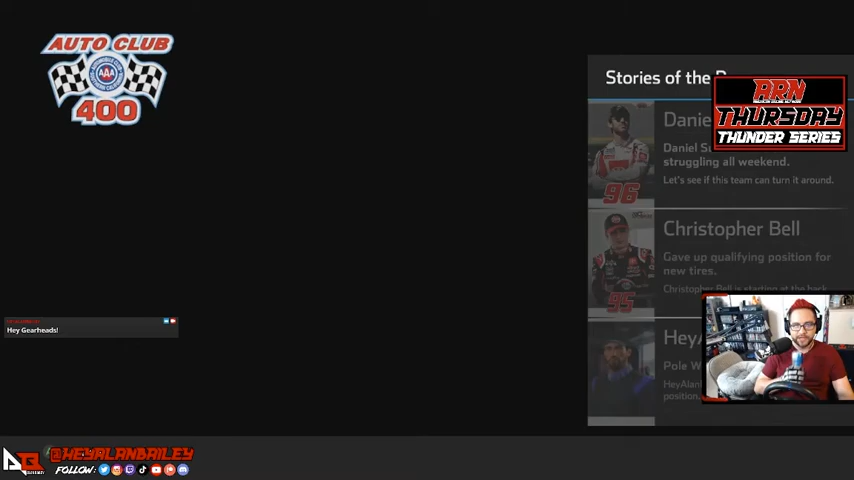 AUTO CLUB
AAA
400
Stories of the
ARN
THURSDAY
THUNDER SERIES
Danie
Daniel S
struggling all weekend.
Let's see if this team can turn it around.
96
Christopher Bell
Gave up qualifying position for
new tires.
Christopher Bell is starting at the back
95
Hey Gearheads!
HeyA
Pole W
HeyAlan
position,
@HEYALANBAILEY
FOLLOW: